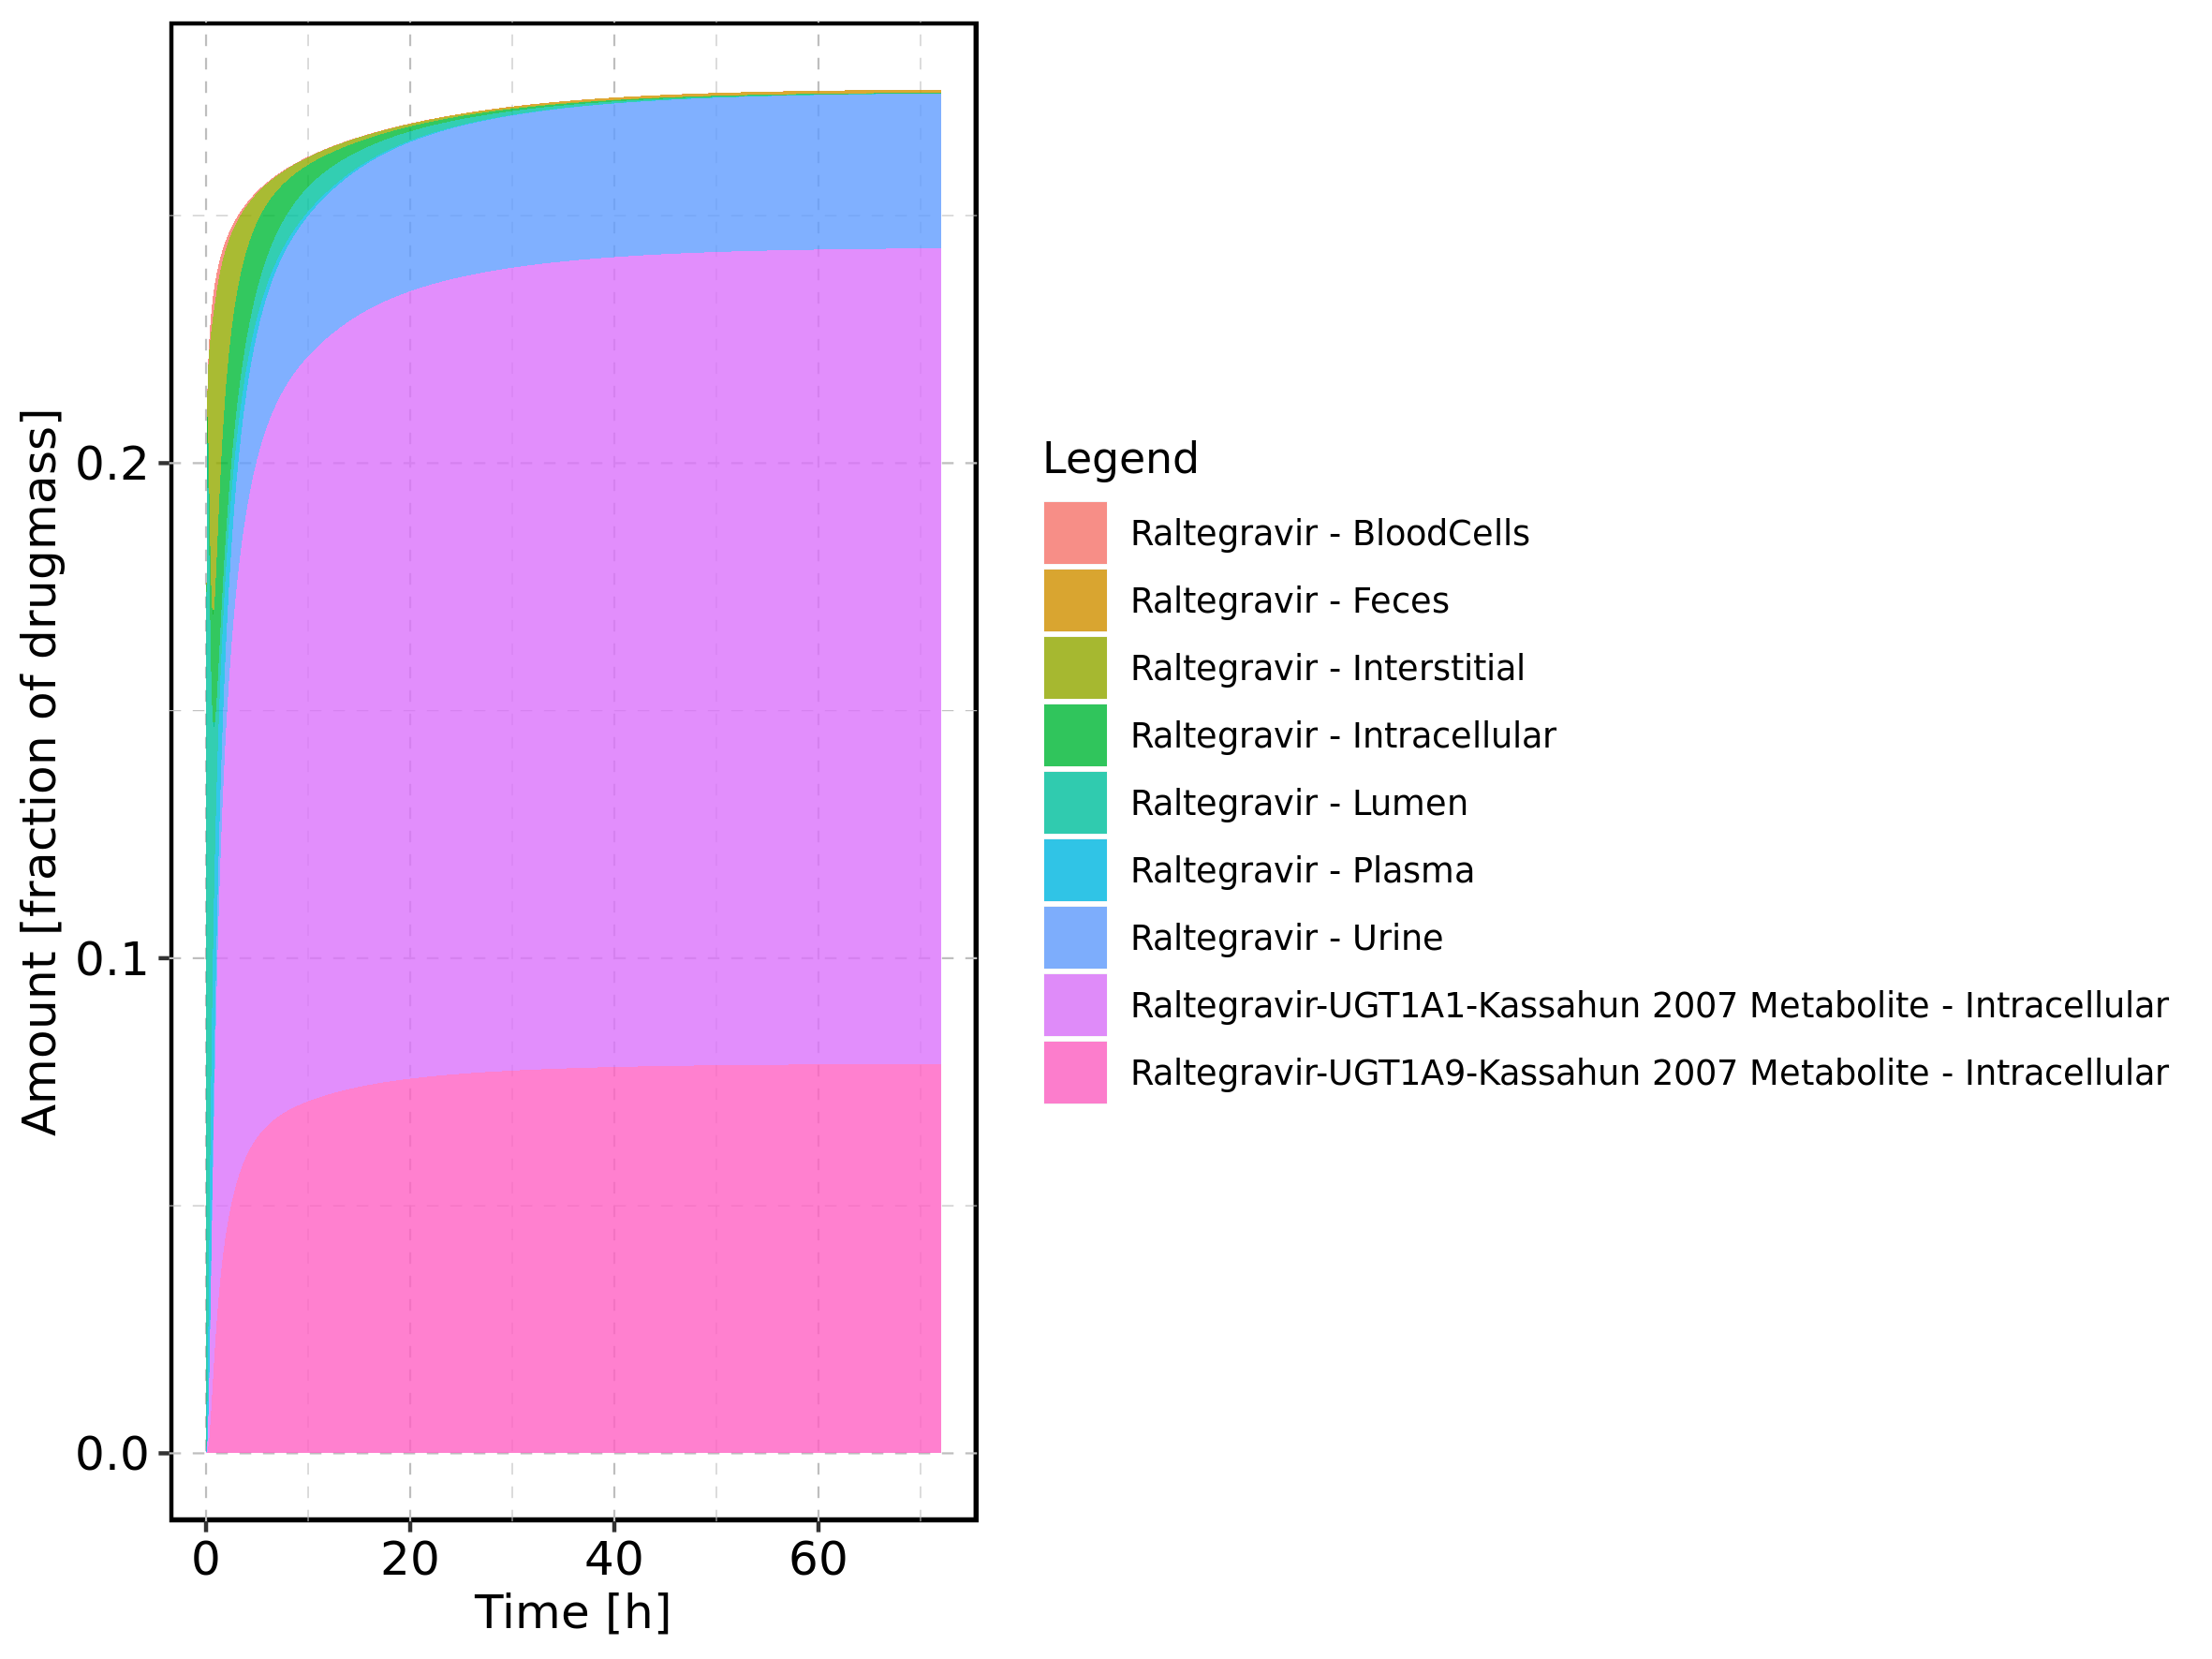 Amount [fraction of drugmass]
0.2
0.1
0.0
0
20
40
60
Time [h]
Legend
Raltegravir - BloodCells
Raltegravir - Feces
Raltegravir - Interstitial
Raltegravir - Intracellular
Raltegravir - Lumen
Raltegravir - Plasma
Raltegravir - Urine
Raltegravir-UGT1A1-Kassahun 2007 Metabolite - Intracellular
Raltegravir-UGT1A9-Kassahun 2007 Metabolite - Intracellular